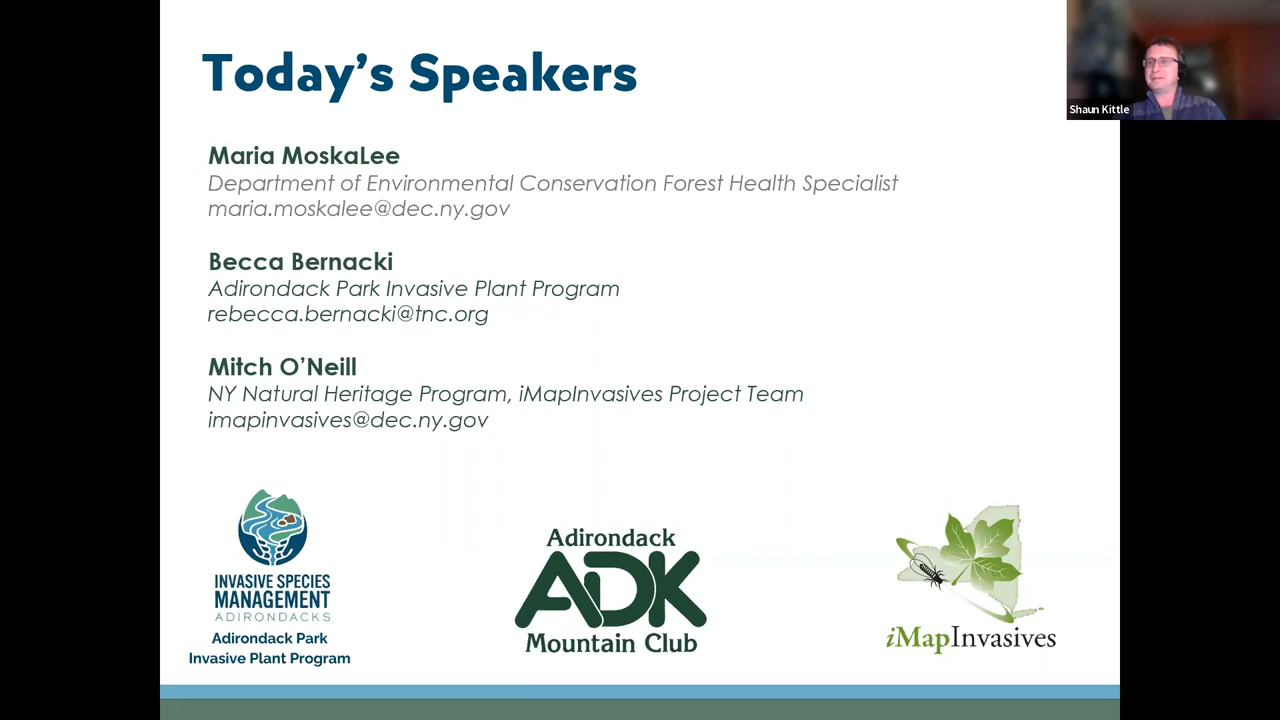 Today's Speakers
Shaun Kittle
Maria MoskaLee
Department of Environmental Conservation Forest Health Specialist
maria.moskalee@dec.ny.gov
Becca Bernacki
Adirondack Park Invasive Plant Program
rebecca.bernacki@tnc.org
Mitch O'Neill
NY Natural Heritage Program, iMapInvasives Project Team
imapinvasives@dec.ny.gov
INVASIVE SPECIES
MANAGEMENT
ADIRONDACKS
Adirondack Park
Invasive Plant Program
Adirondack
ADK
Mountain Club
iMapInvasives